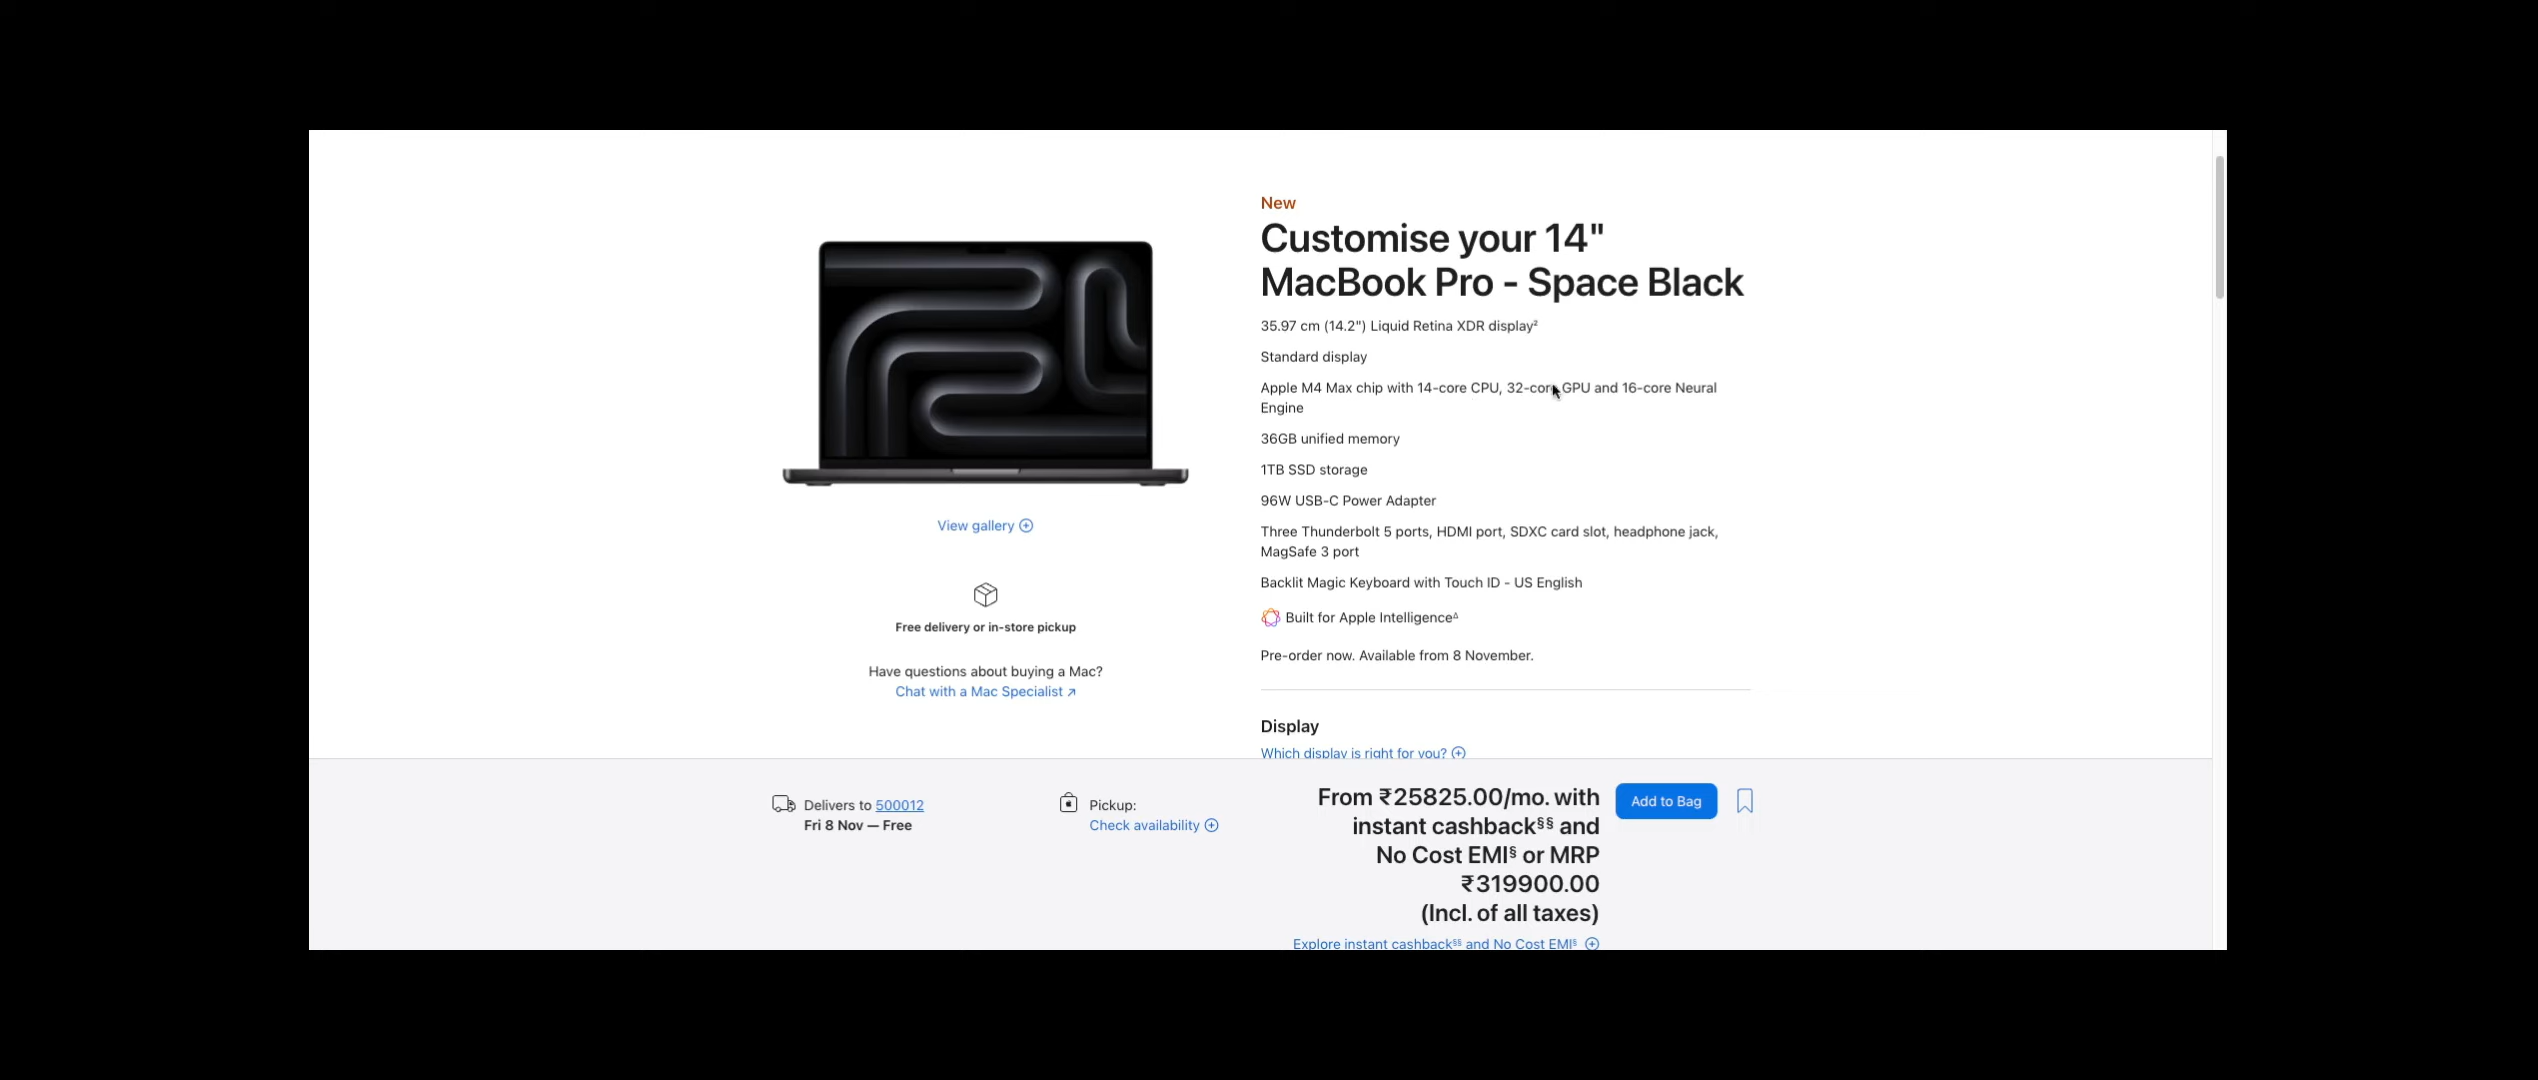 New
Customise your 14"
MacBook Pro - Space Black
35.97 cm (14.2") Liquid Retina XDR display²
Standard display
Apple M4 Max chip with 14-core CPU, 32-core GPU and 16-core Neural
Engine
36GB unified memory
1TB SSD storage
96W USB-C Power Adapter
Three Thunderbolt 5 ports, HDMI port, SDXC card slot, headphone jack,
MagSafe 3 port
Backlit Magic Keyboard with Touch ID - US English
Built for Apple Intelligence∆
Pre-order now. Available from 8 November.
View gallery
Free delivery or in-store pickup
Have questions about buying a Mac?
Chat with a Mac Specialist ↗
Display
Which display is right for you?
Delivers to 500012
Fri 8 Nov — Free
Pickup:
Check availability
From ₹25825.00/mo. with
instant cashback§§ and
No Cost EMI§ or MRP
₹319900.00
(Incl. of all taxes)
Explore instant cashback§§ and No Cost EMI§
Add to Bag